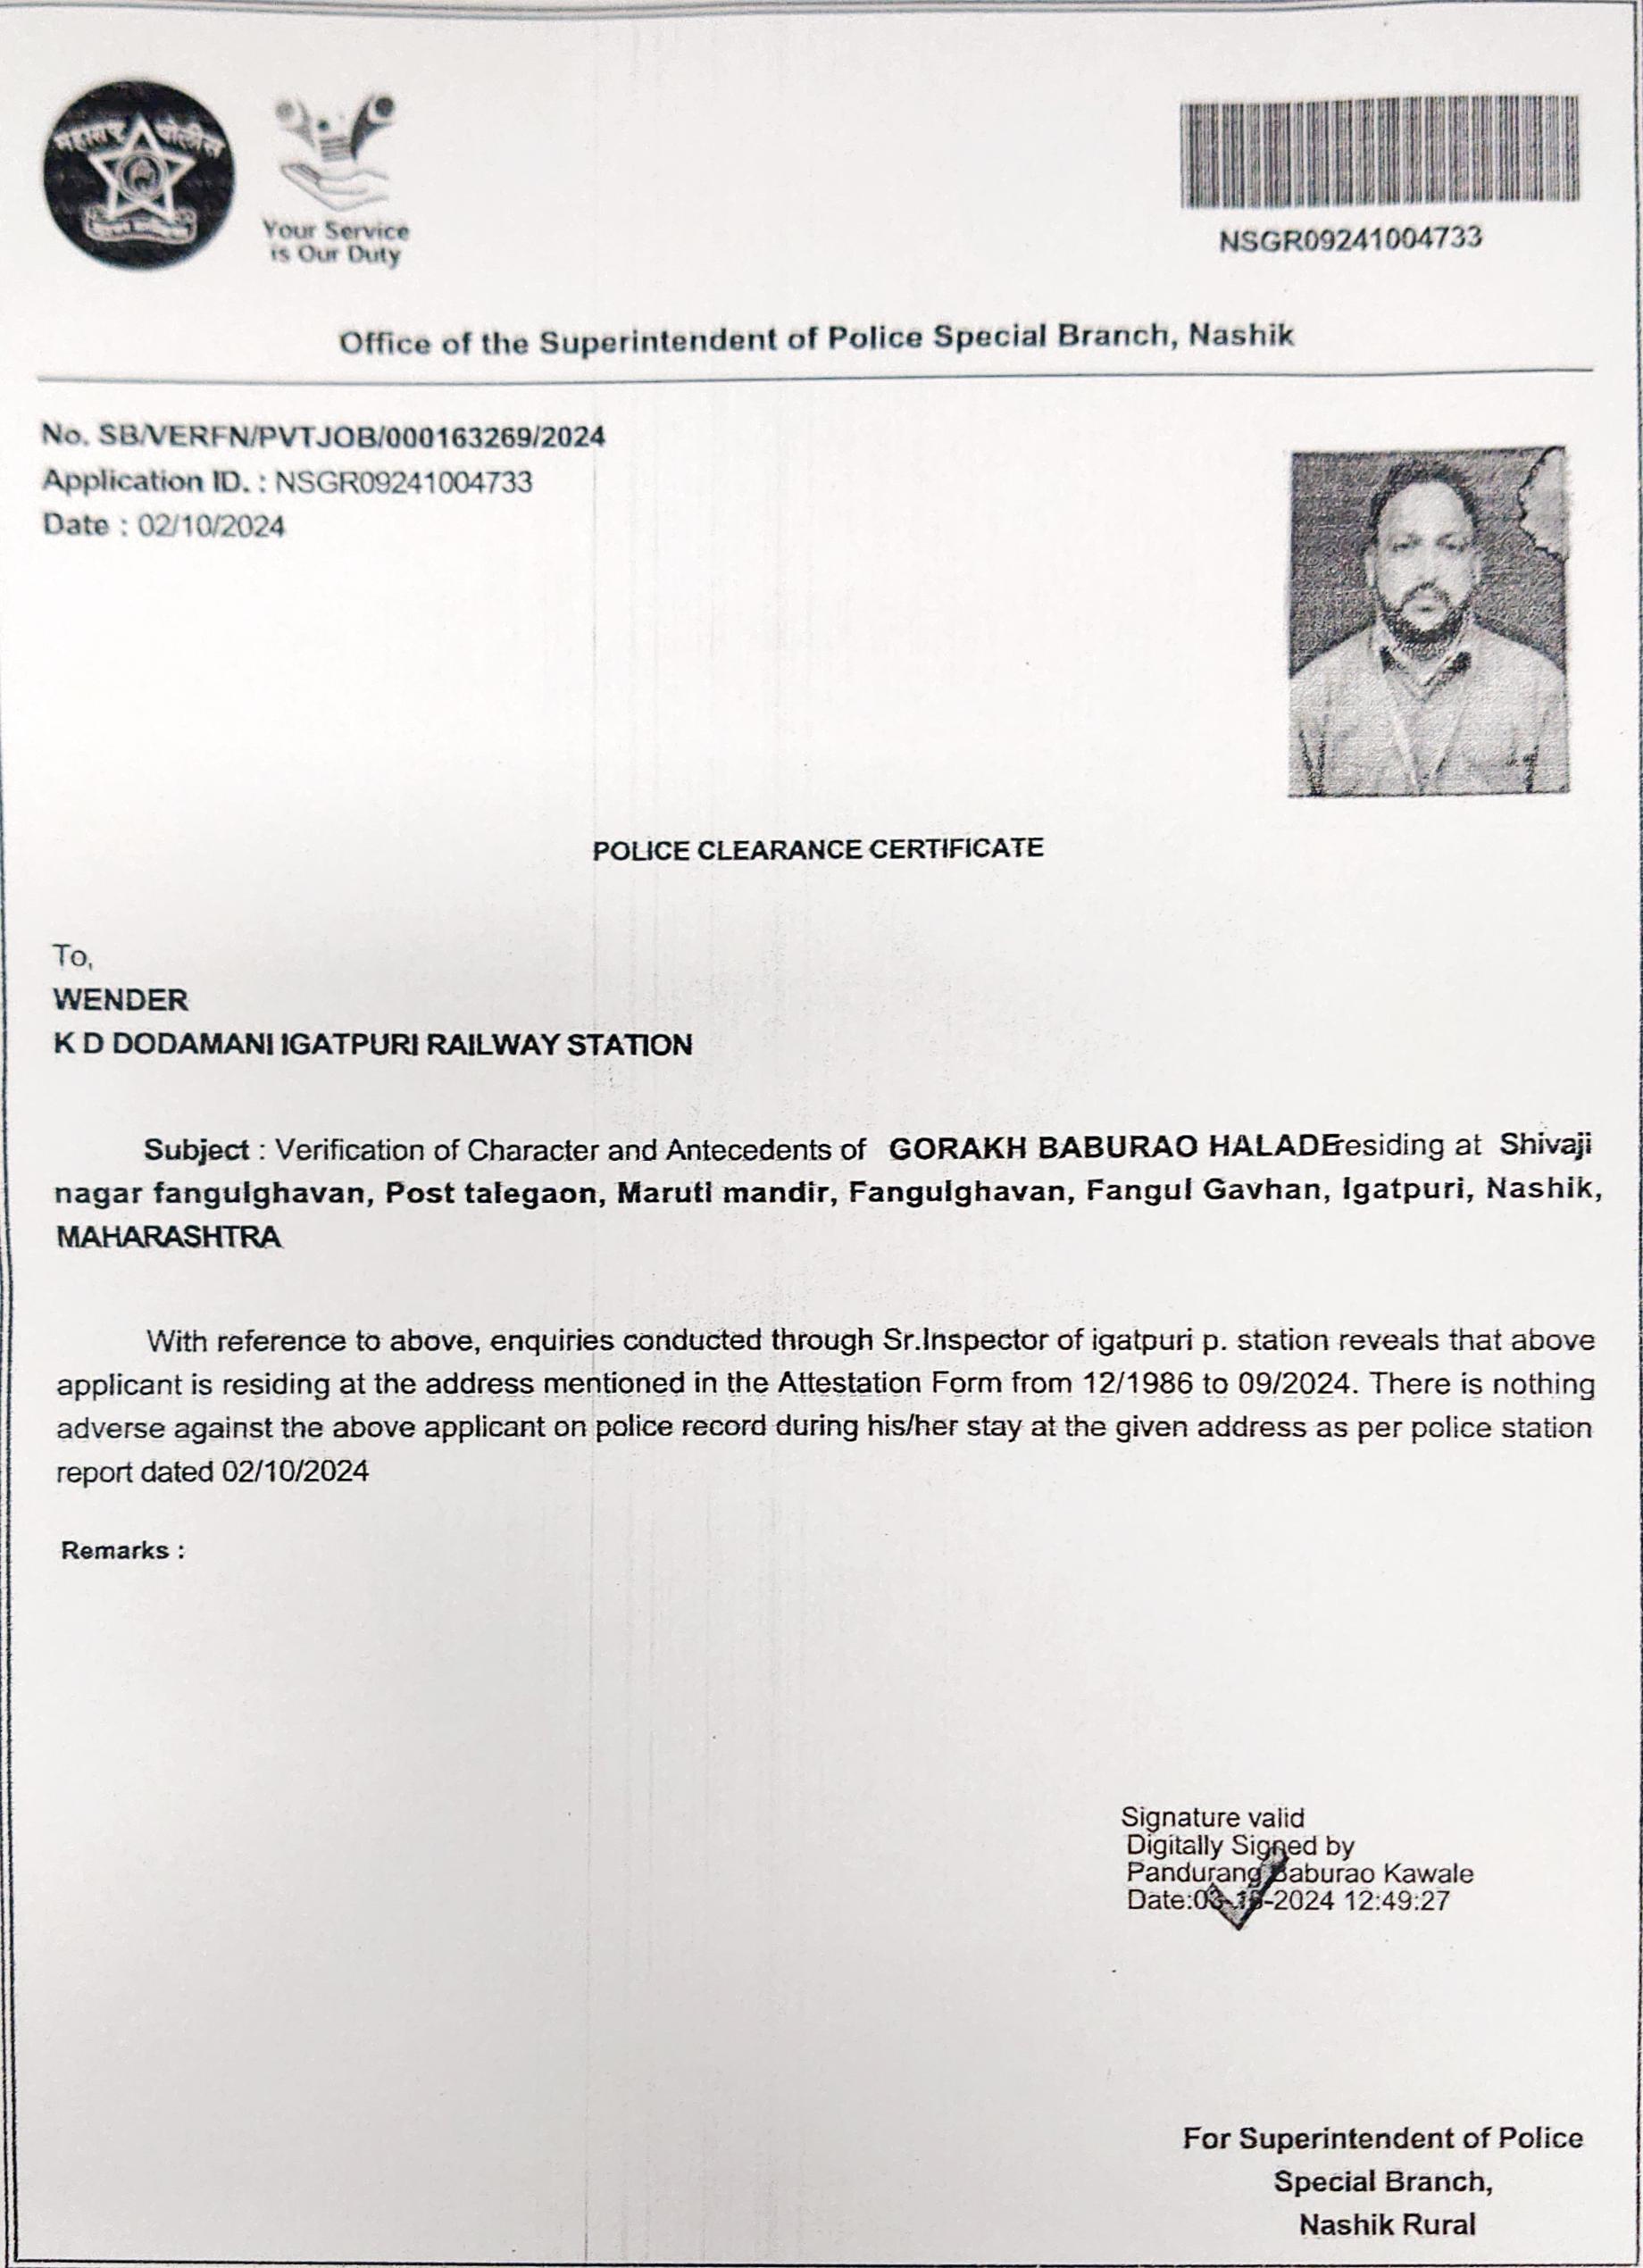 महाराष्ट्र पोलीस
Your Service
is Our Duty
NSGR09241004733
Office of the Superintendent of Police Special Branch, Nashik
No. SB/VERFN/PVTJOB/000163269/2024
Application ID. : NSGR09241004733
Date : 02/10/2024
POLICE CLEARANCE CERTIFICATE
To,
WENDER
K D DODAMANI IGATPURI RAILWAY STATION
Subject : Verification of Character and Antecedents of GORAKH BABURAO HALADE residing at Shivaji
nagar fangulghavan, Post talegaon, Maruti mandir, Fangulghavan, Fangul Gavhan, Igatpuri, Nashik,
MAHARASHTRA
With reference to above, enquiries conducted through Sr.Inspector of igatpuri p. station reveals that above
applicant is residing at the address mentioned in the Attestation Form from 12/1986 to 09/2024. There is nothing
adverse against the above applicant on police record during his/her stay at the given address as per police station
report dated 02/10/2024
Remarks :
Signature valid
Digitally Signed by
Pandurang Baburao Kawale
Date: 12:49:27
For Superintendent of Police
Special Branch,
Nashik Rural